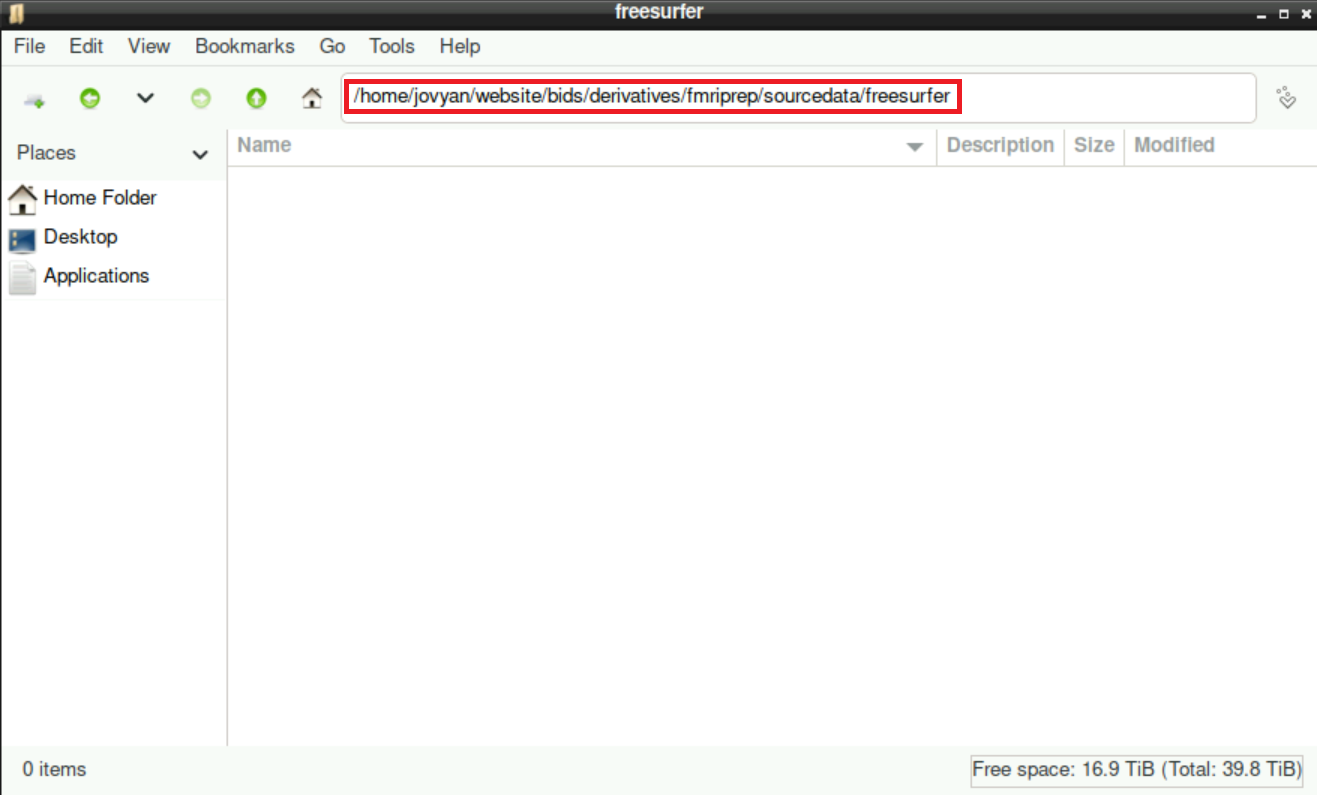 freesurfer
File Edit View Bookmarks Go Tools Help
/home/jovyan/website/bids/derivatives/fmriprep/sourcedata/freesurfer
Places
Name Description Size Modified
Home Folder
Desktop
Applications
0 items
Free space: 16.9 TiB (Total: 39.8 TiB)